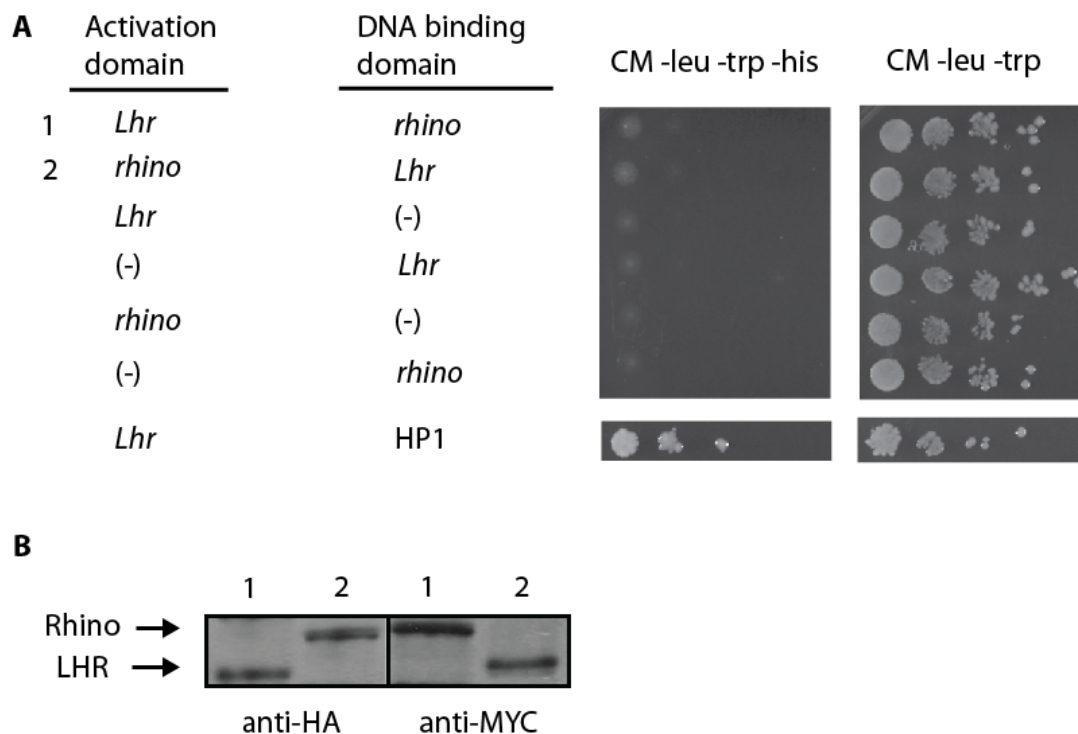 A
Activation domain
DNA binding domain
CM -leu -trp -his
CM -leu -trp
1 Lhr rhino
2 rhino Lhr
Lhr (-)
(-) Lhr
rhino (-)
(-) rhino
Lhr HP1
B
1 2 1 2
Rhino
LHR
anti-HA anti-MYC